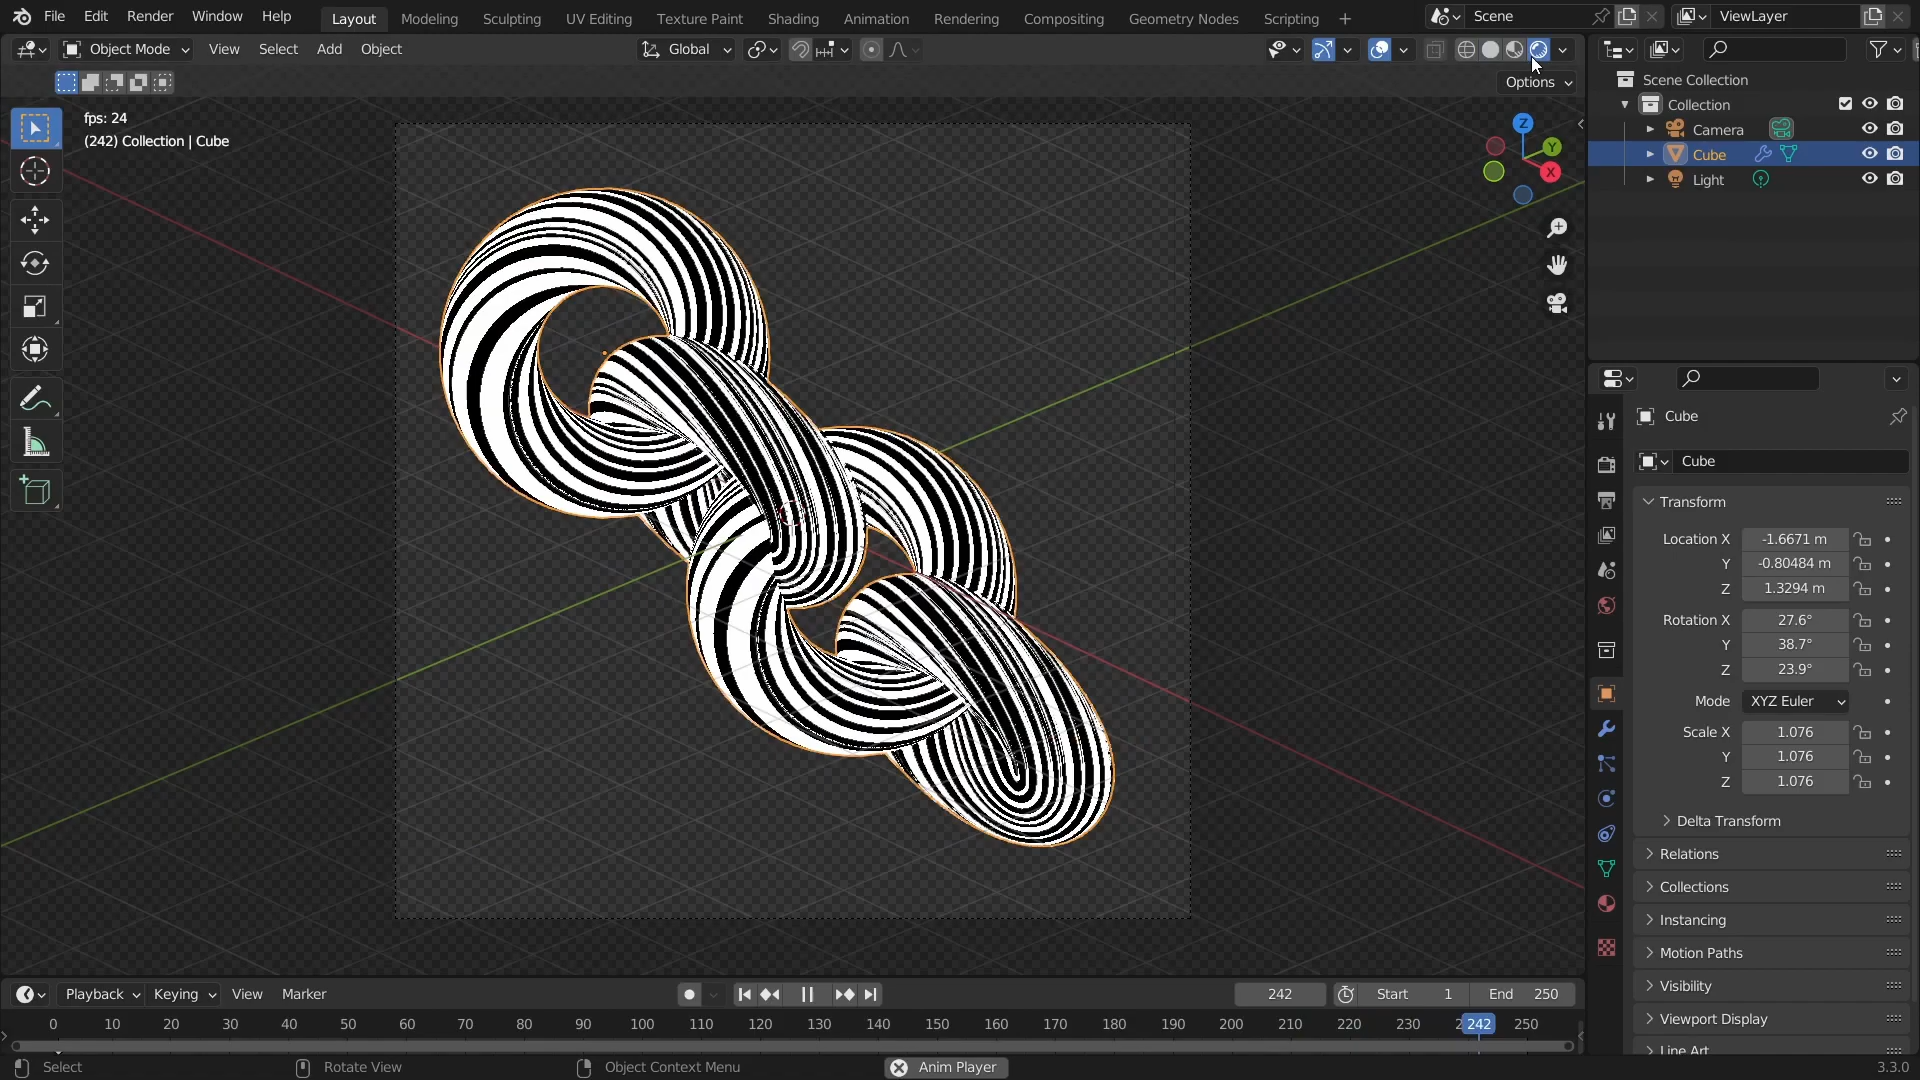 File Edit Render Window Help Layout Modeling Sculpting UV Editing Texture Paint Shading Animation Rendering Compositing Geometry Nodes Scripting + Scene ViewLayer
Object Mode View Select Add Object Global
Options
fps: 24
(242) Collection | Cube
Z
Y
X
Scene Collection
Collection
Camera
Cube
Light
Cube
Cube
Transform
Location X -1.6671 m
Y -0.80484 m
Z 1.3294 m
Rotation X 27.6°
Y 38.7°
Z 23.9°
Mode XYZ Euler
Scale X 1.076
Y 1.076
Z 1.076
Delta Transform
Relations
Collections
Instancing
Motion Paths
Visibility
Viewport Display
Line Art
Playback Keying View Marker 242 Start 1 End 250
0 10 20 30 40 50 60 70 80 90 100 110 120 130 140 150 160 170 180 190 200 210 220 230 242 250
Select Rotate View Object Context Menu Anim Player 3.3.0